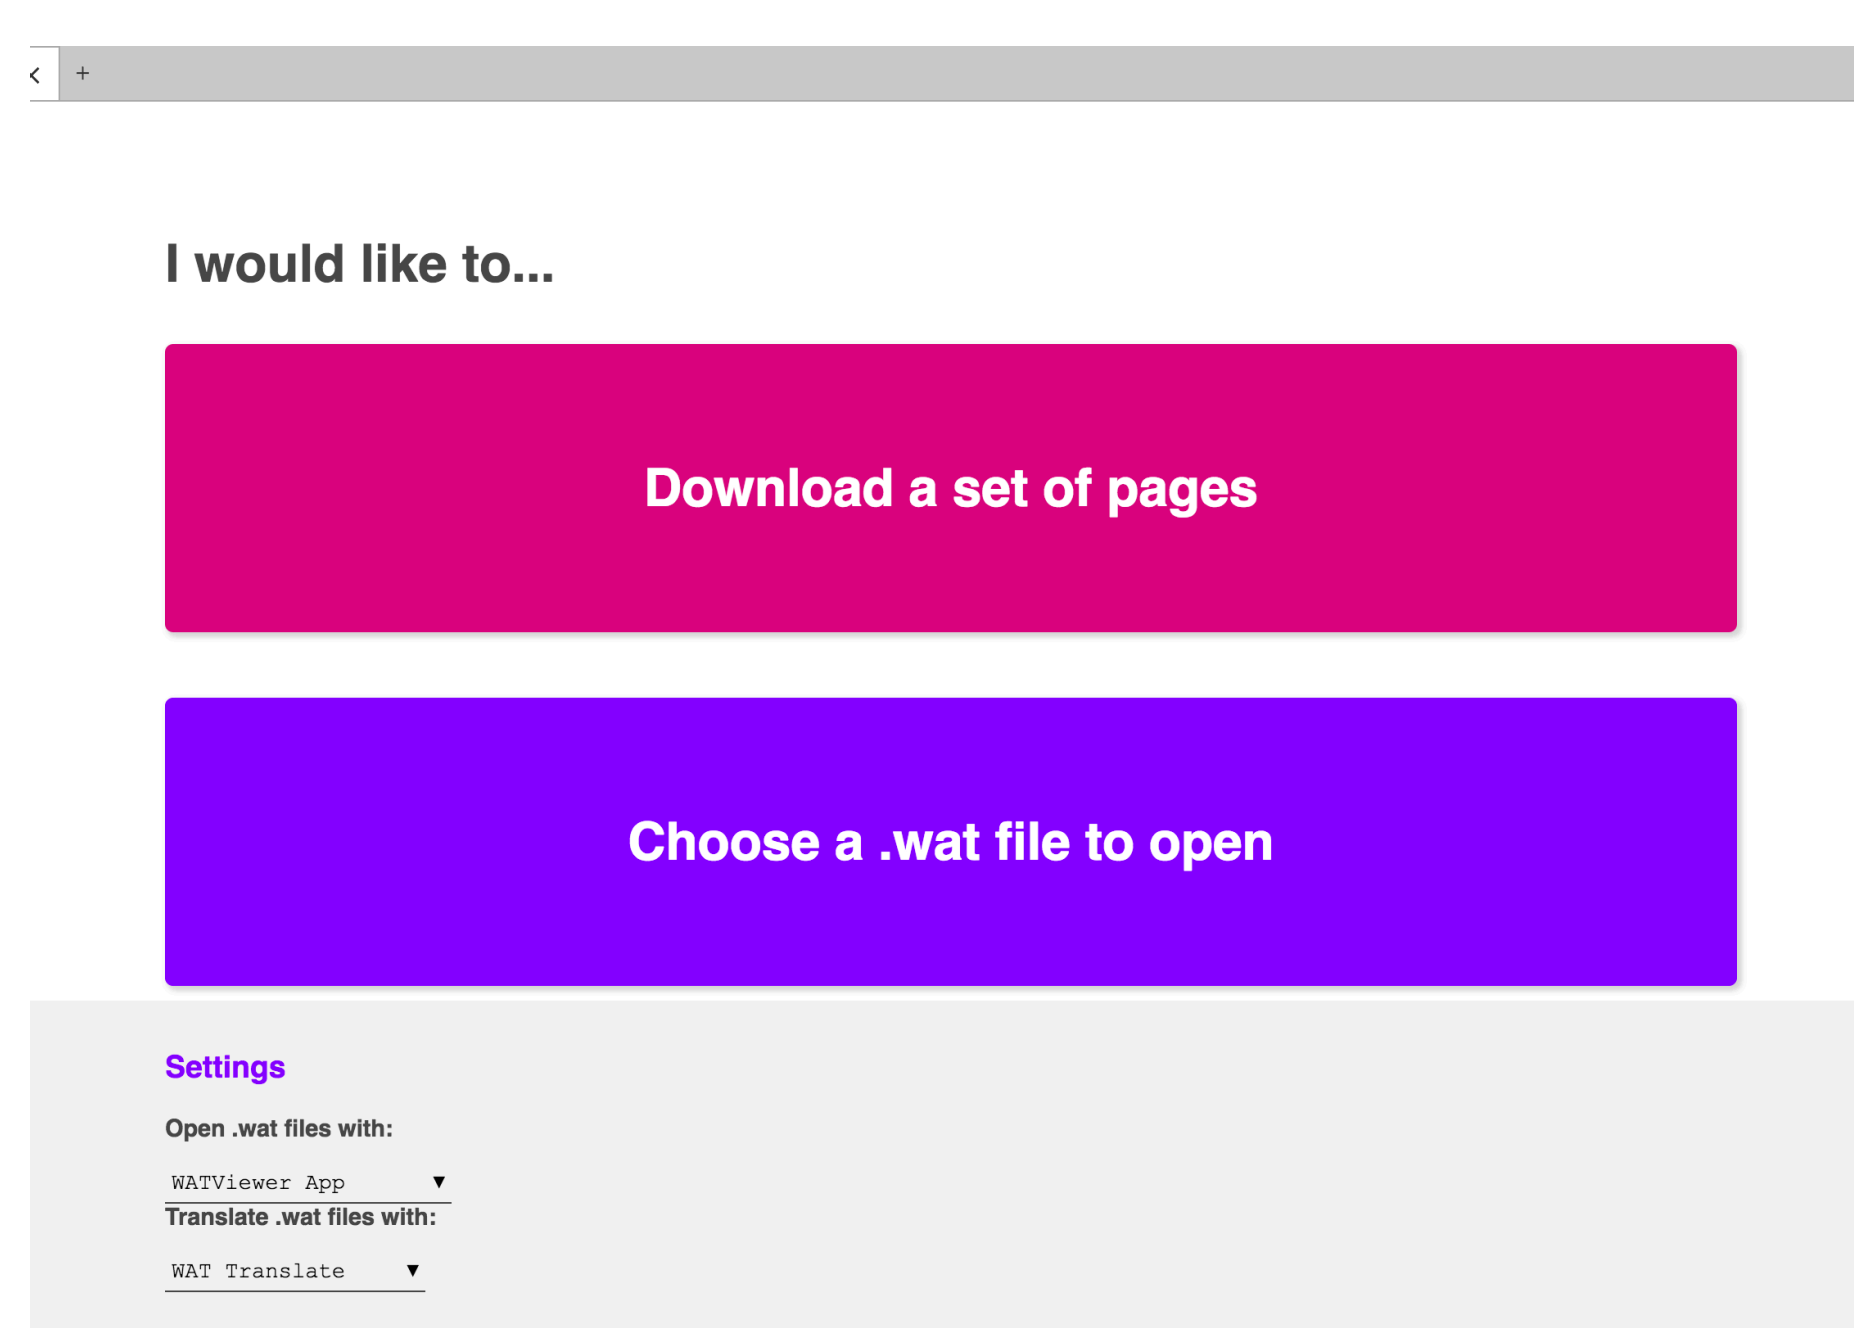 +
I would like to...
Download a set of pages
Choose a .wat file to open
Settings
Open .wat files with:
WATViewer App ▼
Translate .wat files with:
WAT Translate ▼